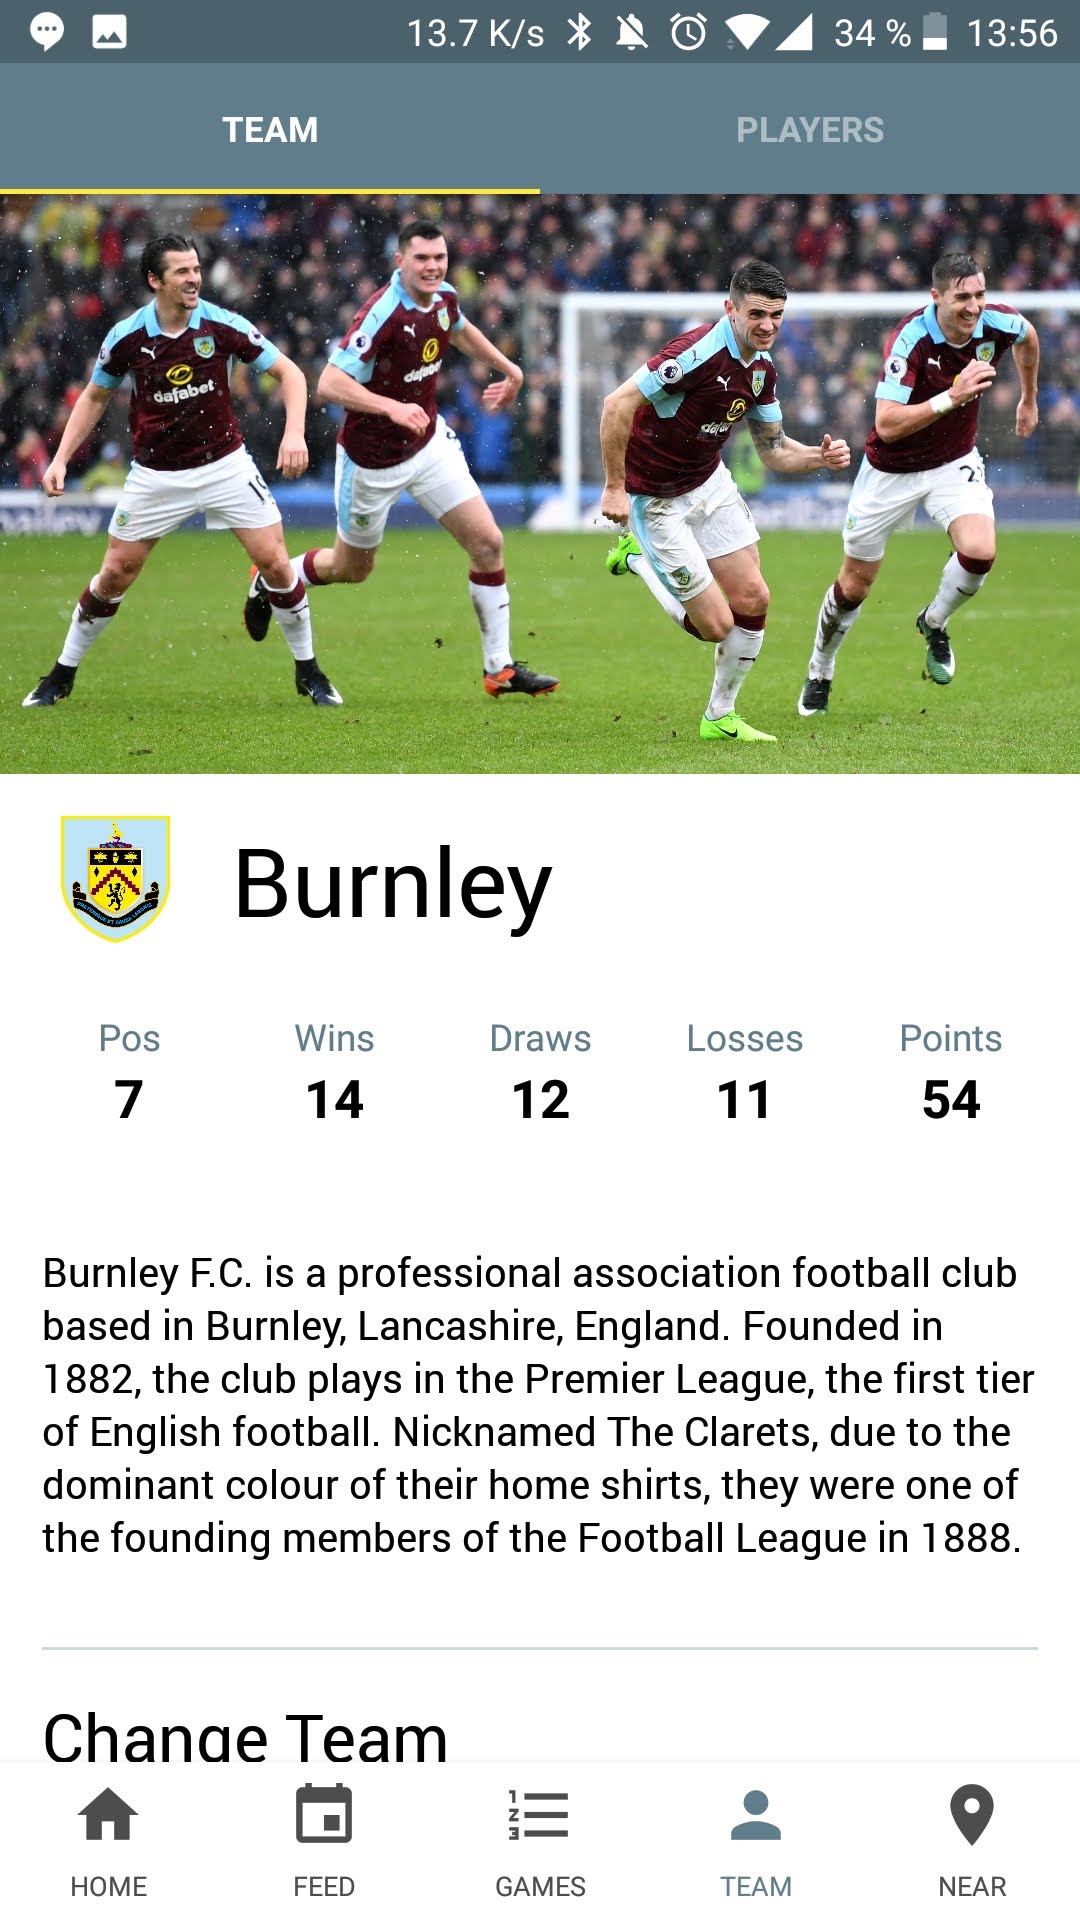 13.7 K/s 34 % 13:56
TEAM PLAYERS
dafabet
Burnley
Pos Wins Draws Losses Points
7 14 12 11 54
Burnley F.C. is a professional association football club
based in Burnley, Lancashire, England. Founded in
1882, the club plays in the Premier League, the first tier
of English football. Nicknamed The Clarets, due to the
dominant colour of their home shirts, they were one of
the founding members of the Football League in 1888.
Change Team
HOME FEED GAMES TEAM NEAR